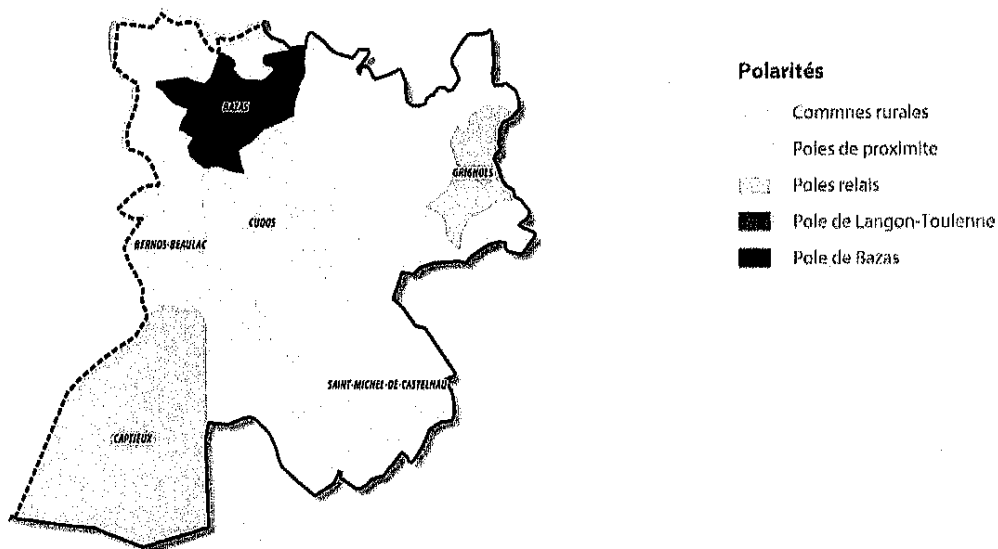 BAZAS
GRIGNOLS
CUDOS
BERNOS-BEAULAC
SAINT-MICHEL-DE-CASTELNAU
CAPTIEUX
Polarités
Communes rurales
Poles de proximite
Poles relais
Pole de Langon-Toulenne
Pole de Bazas